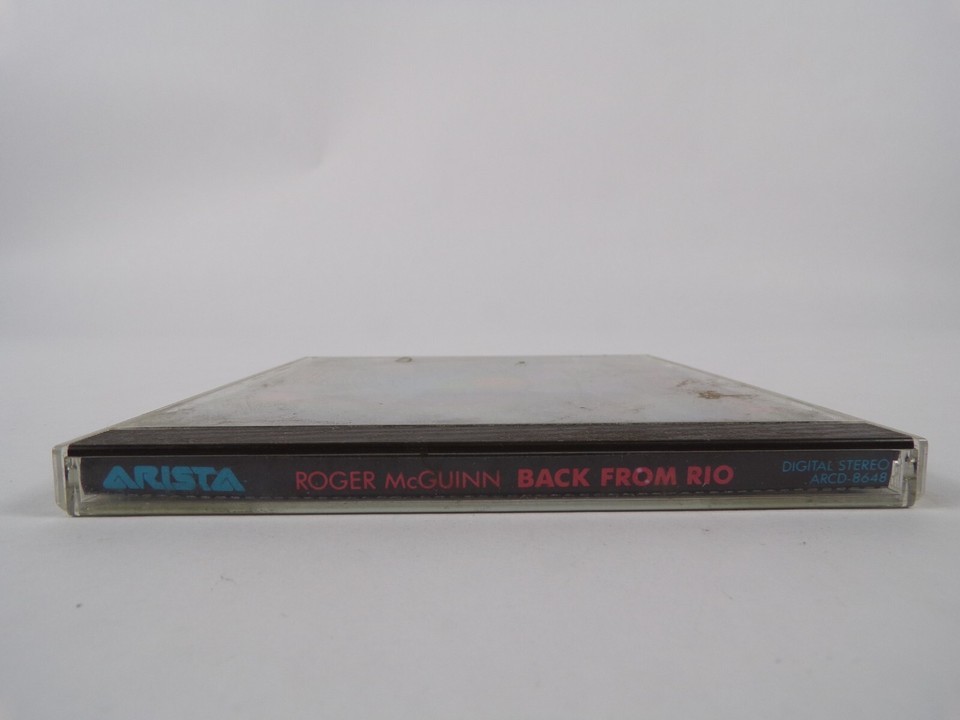 ARISTA ROGER McGUINN BACK FROM RIO DIGITAL STEREO
ARCD-8648